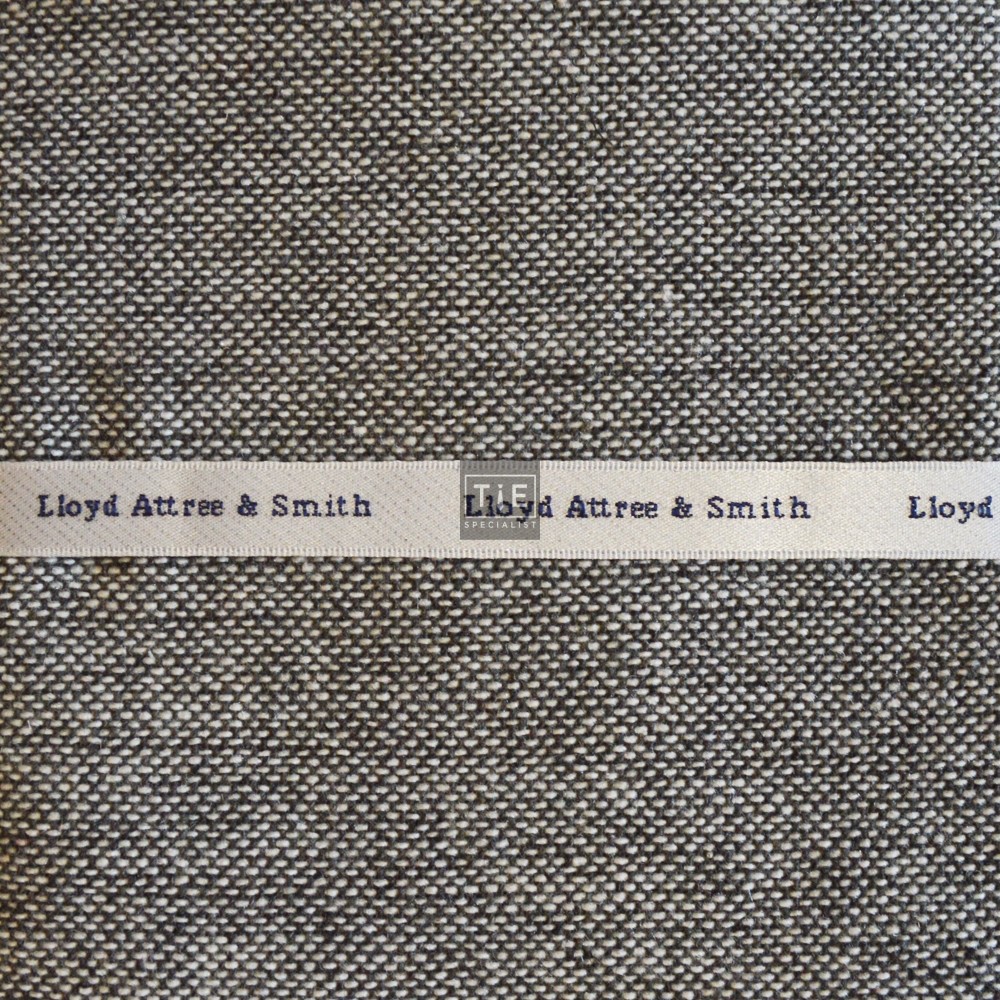 Lloyd Attree & Smith Lloyd Attree & Smith Lloyd
TiE
SPECIALIST